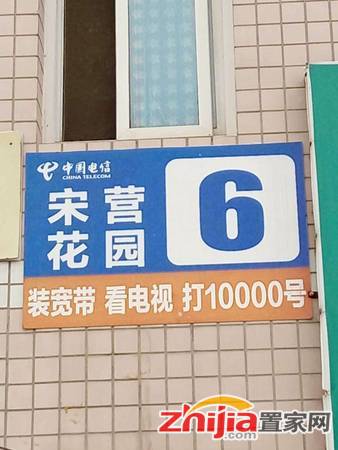 中国电信
CHINA TELECOM
宋营
花园
6
装宽带 看电视 打10000号
zhijia置家网
.com